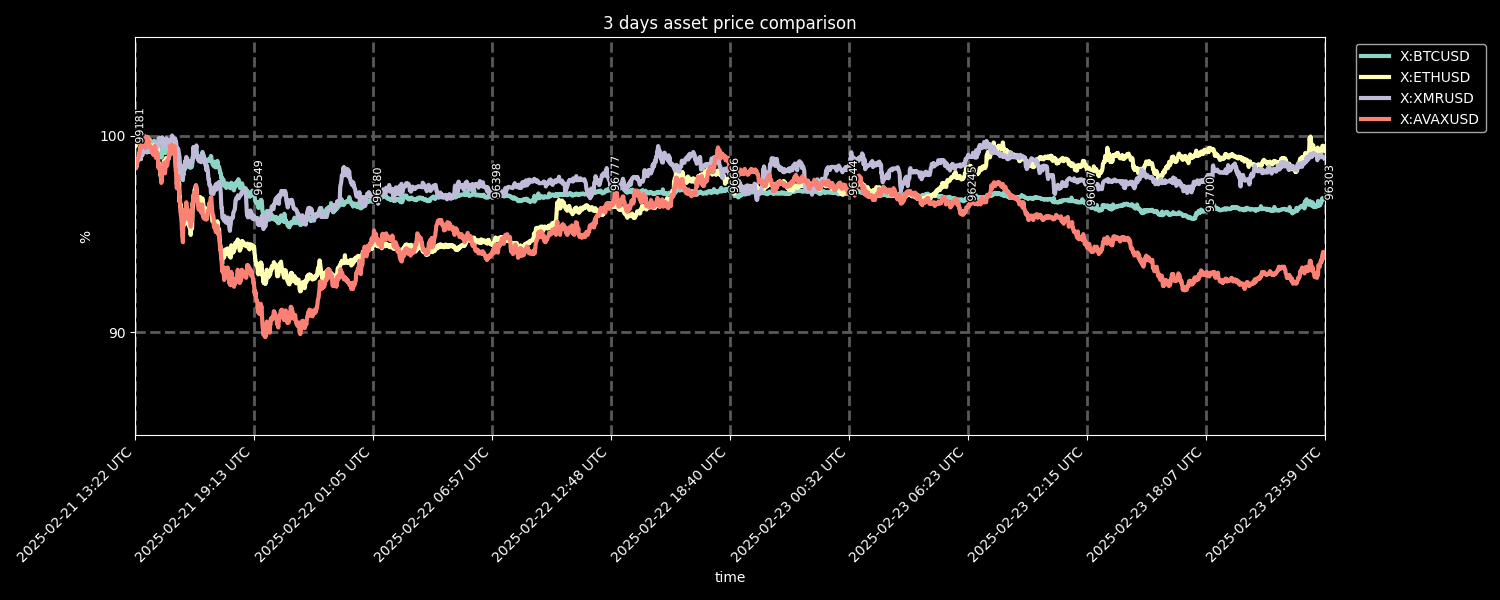 3 days asset price comparison
X:BTCUSD
X:ETHUSD
X:XMRUSD
X:AVAXUSD
%
100
90
99181
96549
96180
96398
96777
96666
96544
96245
96007
95700
96303
2025-02-21 13:22 UTC
2025-02-21 19:13 UTC
2025-02-22 01:05 UTC
2025-02-22 06:57 UTC
2025-02-22 12:48 UTC
2025-02-22 18:40 UTC
2025-02-23 00:32 UTC
2025-02-23 06:23 UTC
2025-02-23 12:15 UTC
2025-02-23 18:07 UTC
2025-02-23 23:59 UTC
time